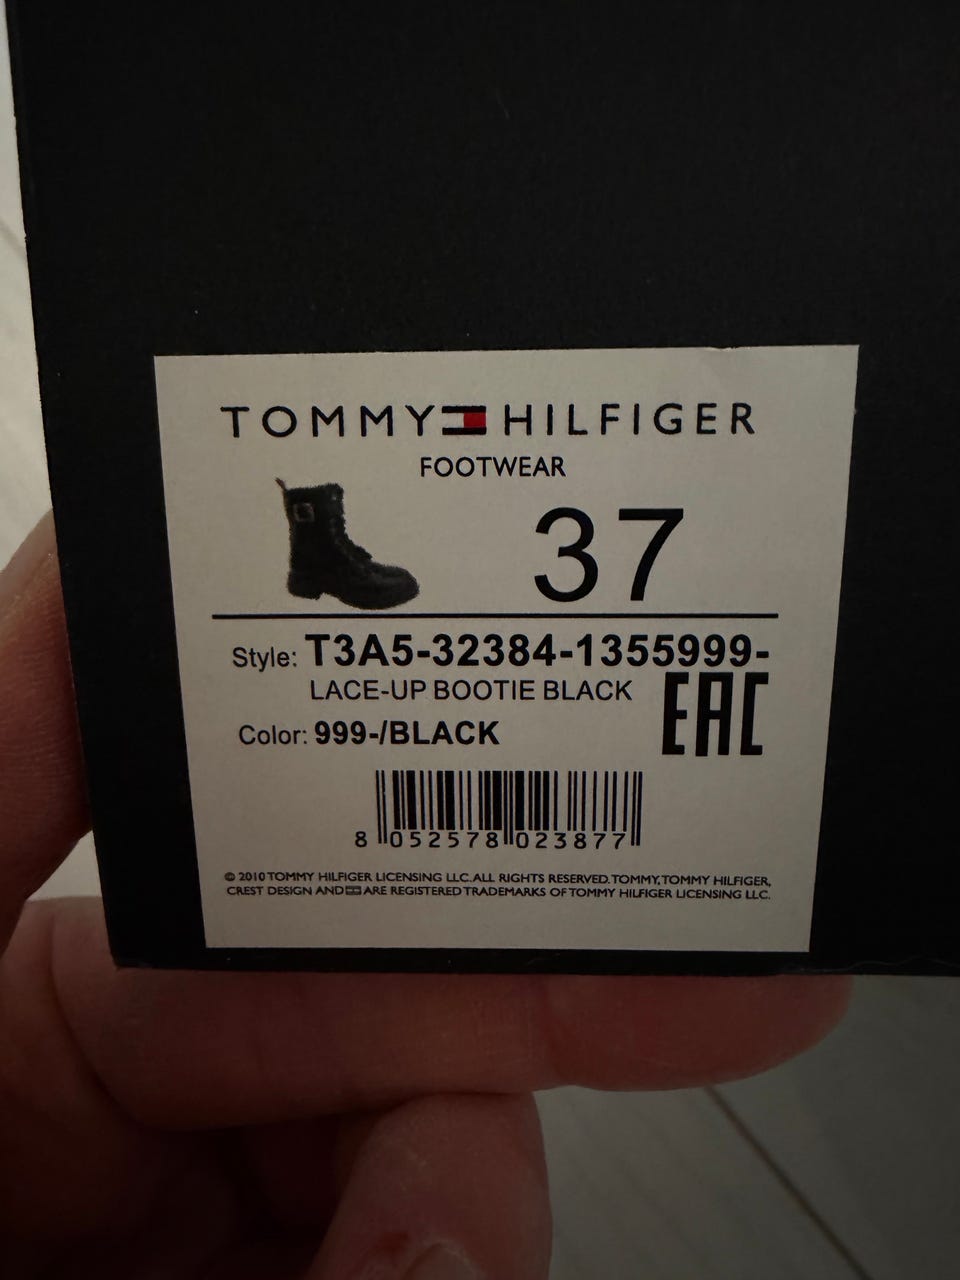 TOMMY HILFIGER
FOOTWEAR
37
Style: T3A5-32384-1355999-
LACE-UP BOOTIE BLACK
EAC
Color: 999-/BLACK
8 052578 023877
© 2010 TOMMY HILFIGER LICENSING LLC. ALL RIGHTS RESERVED. TOMMY, TOMMY HILFIGER,
CREST DESIGN AND ARE REGISTERED TRADEMARKS OF TOMMY HILFIGER LICENSING LLC.